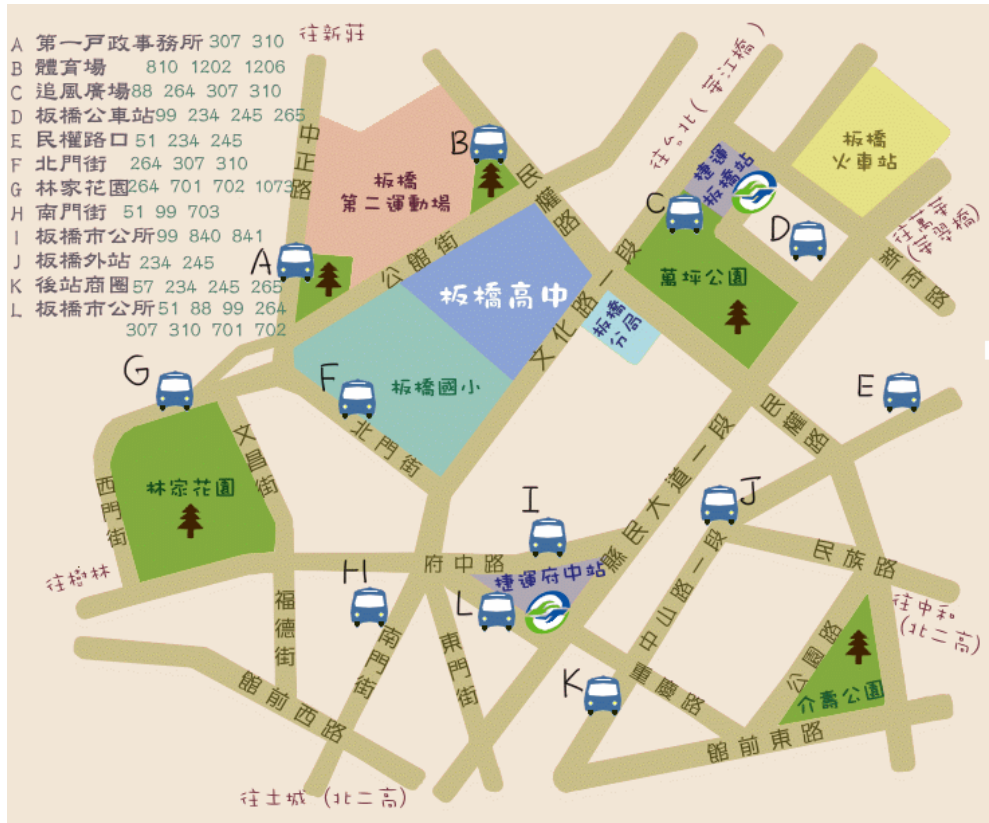 A 第一戶政事務所 307 310
B 體育場 810 1202 1206
C 追風廣場 88 264 307 310
D 板橋公車站 99 234 245 265
E 民權路口 51 234 245
F 北門街 264 307 310
G 林家花園 264 701 702 1073
H 南門街 51 99 703
I 板橋市公所 99 840 841
J 板橋外站 234 245
K 後站商圈 57 234 245 265
L 板橋市公所 51 88 99 264
307 310 701 702
往新莊
往台北(華江橋)
中正路
板橋
第二運動場
B
民權路
捷運
板橋站
板橋
火車站
C
D
往萬華
(華翠橋)
新府路
A
公館街
板橋高中
文化路一段
板橋
分局
萬坪公園
G
F
板橋國小
北門街
E
民權路
文昌街
林家花園
西門街
往樹林
I
縣民大道一段
J
府中路
捷運府中站
民族路
H
L
福德街
南門街
東門街
中山路一段
往中和
(北二高)
公園路
介壽公園
K
重慶路
館前西路
館前東路
往土城 (北二高)